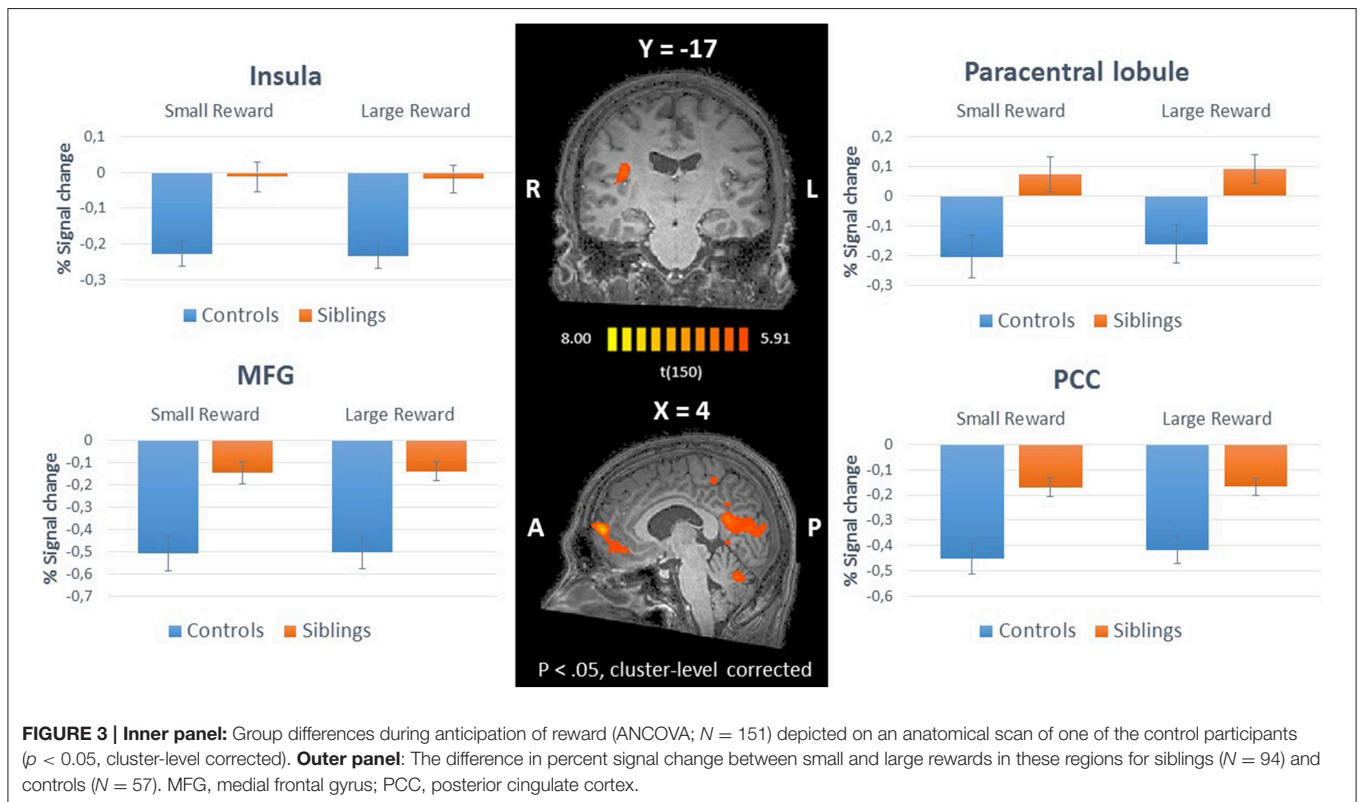 Insula
Small Reward Large Reward
0,1
0
-0,1
-0,2
-0,3
% Signal change
Controls Siblings
MFG
Small Reward Large Reward
0
-0,1
-0,2
-0,3
-0,4
-0,5
-0,6
-0,7
% Signal change
Controls Siblings
Y = -17
R L
8.00 5.91
t(150)
X = 4
A P
P < .05, cluster-level corrected
Paracentral lobule
Small Reward Large Reward
0,2
0,1
0
-0,1
-0,2
-0,3
% Signal change
Controls Siblings
PCC
Small Reward Large Reward
0
-0,1
-0,2
-0,3
-0,4
-0,5
-0,6
% Signal change
Controls Siblings
FIGURE 3 | Inner panel: Group differences during anticipation of reward (ANCOVA; N = 151) depicted on an anatomical scan of one of the control participants
(p < 0.05, cluster-level corrected). Outer panel: The difference in percent signal change between small and large rewards in these regions for siblings (N = 94) and
controls (N = 57). MFG, medial frontal gyrus; PCC, posterior cingulate cortex.